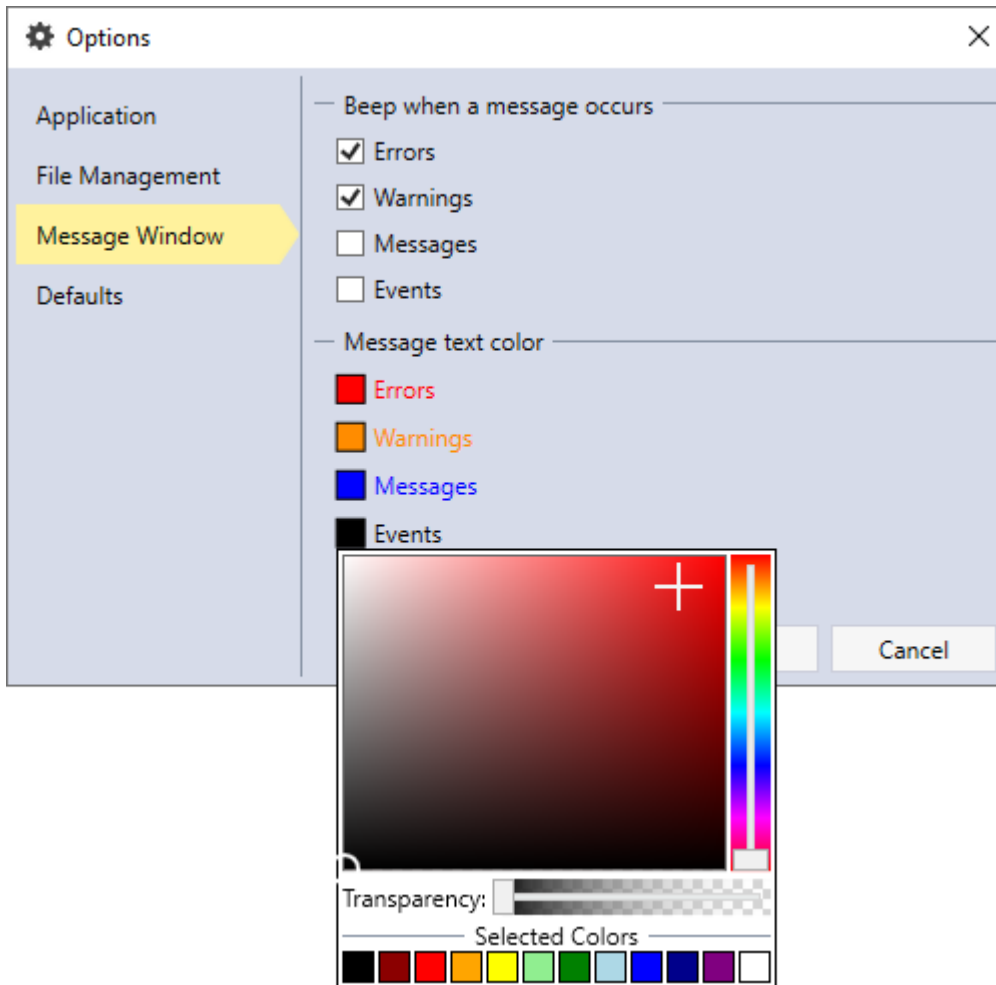 Options
Application
File Management
Message Window
Defaults
Beep when a message occurs
Errors
Warnings
Messages
Events
Message text color
Errors
Warnings
Messages
Events
Cancel
Transparency:
Selected Colors